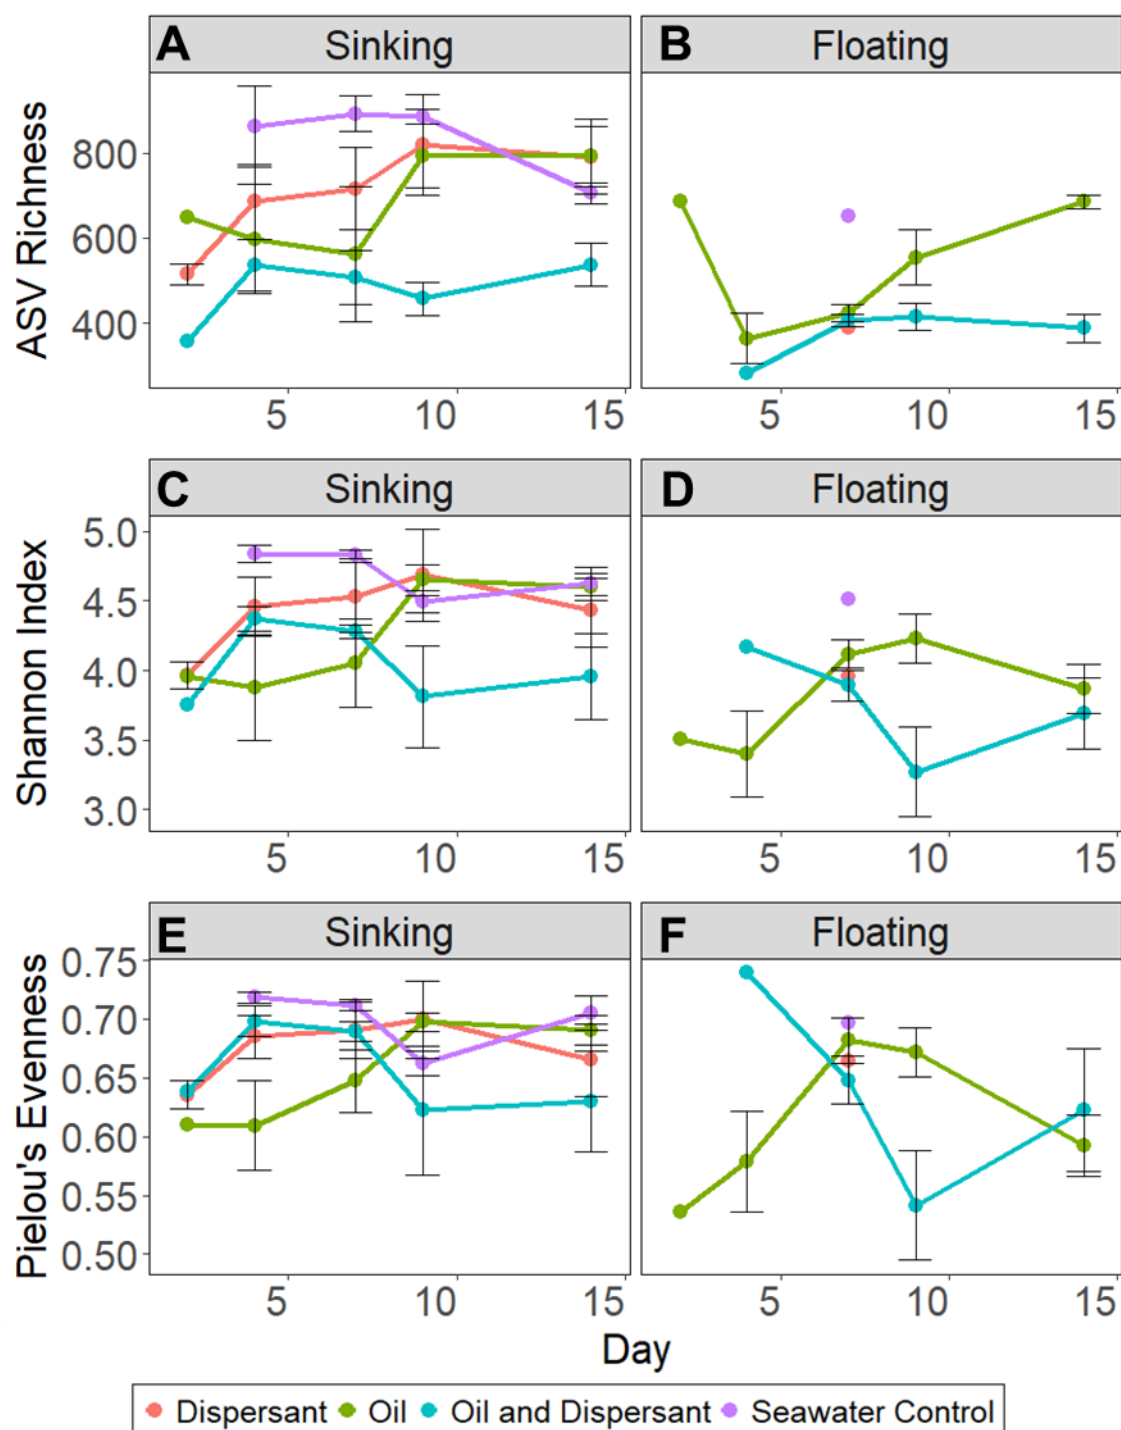 A Sinking
B Floating
ASV Richness
800
600
400
5 10 15
5 10 15
C Sinking
D Floating
Shannon Index
5.0
4.5
4.0
3.5
3.0
5 10 15
5 10 15
E Sinking
F Floating
Pielou's Evenness
0.75
0.70
0.65
0.60
0.55
0.50
5 10 15
5 10 15
Day
Dispersant Oil Oil and Dispersant Seawater Control